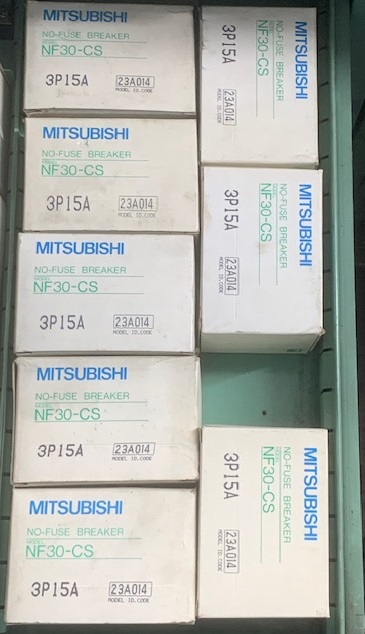 MITSUBISHI
NO-FUSE BREAKER
NF30-CS
3P15A 23A014
MODEL ID.CODE
MITSUBISHI
NO-FUSE BREAKER
NF30-CS
3P15A 23A014
MODEL ID.CODE
MITSUBISHI
NO-FUSE BREAKER
NF30-CS
3P15A 23A014
MODEL ID.CODE
MITSUBISHI
NO-FUSE BREAKER
NF30-CS
3P15A 23A014
MODEL ID.CODE
MITSUBISHI
NO-FUSE BREAKER
NF30-CS
3P15A 23A014
MODEL ID.CODE
MITSUBISHI
NO-FUSE BREAKER
NF30-CS
3P15A 23A014
MODEL ID.CODE
MITSUBISHI
NO-FUSE BREAKER
NF30-CS
3P15A 23A014
MODEL ID.CODE
MITSUBISHI
NO-FUSE BREAKER
NF30-CS
3P15A 23A014
MODEL ID.CODE